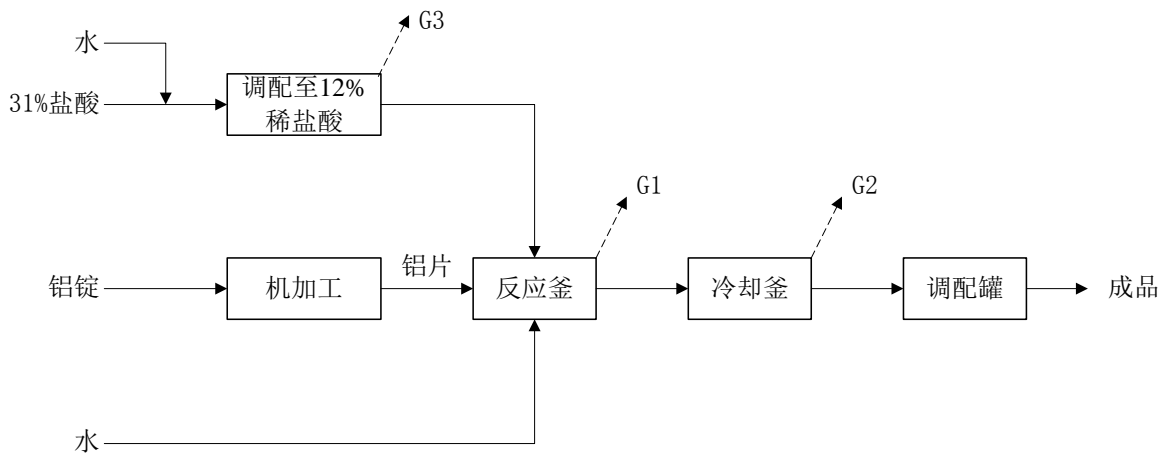 G3
水
31%盐酸
调配至12%
稀盐酸
G1
G2
铝锭
机加工
铝片
反应釜
冷却釜
调配罐
成品
水